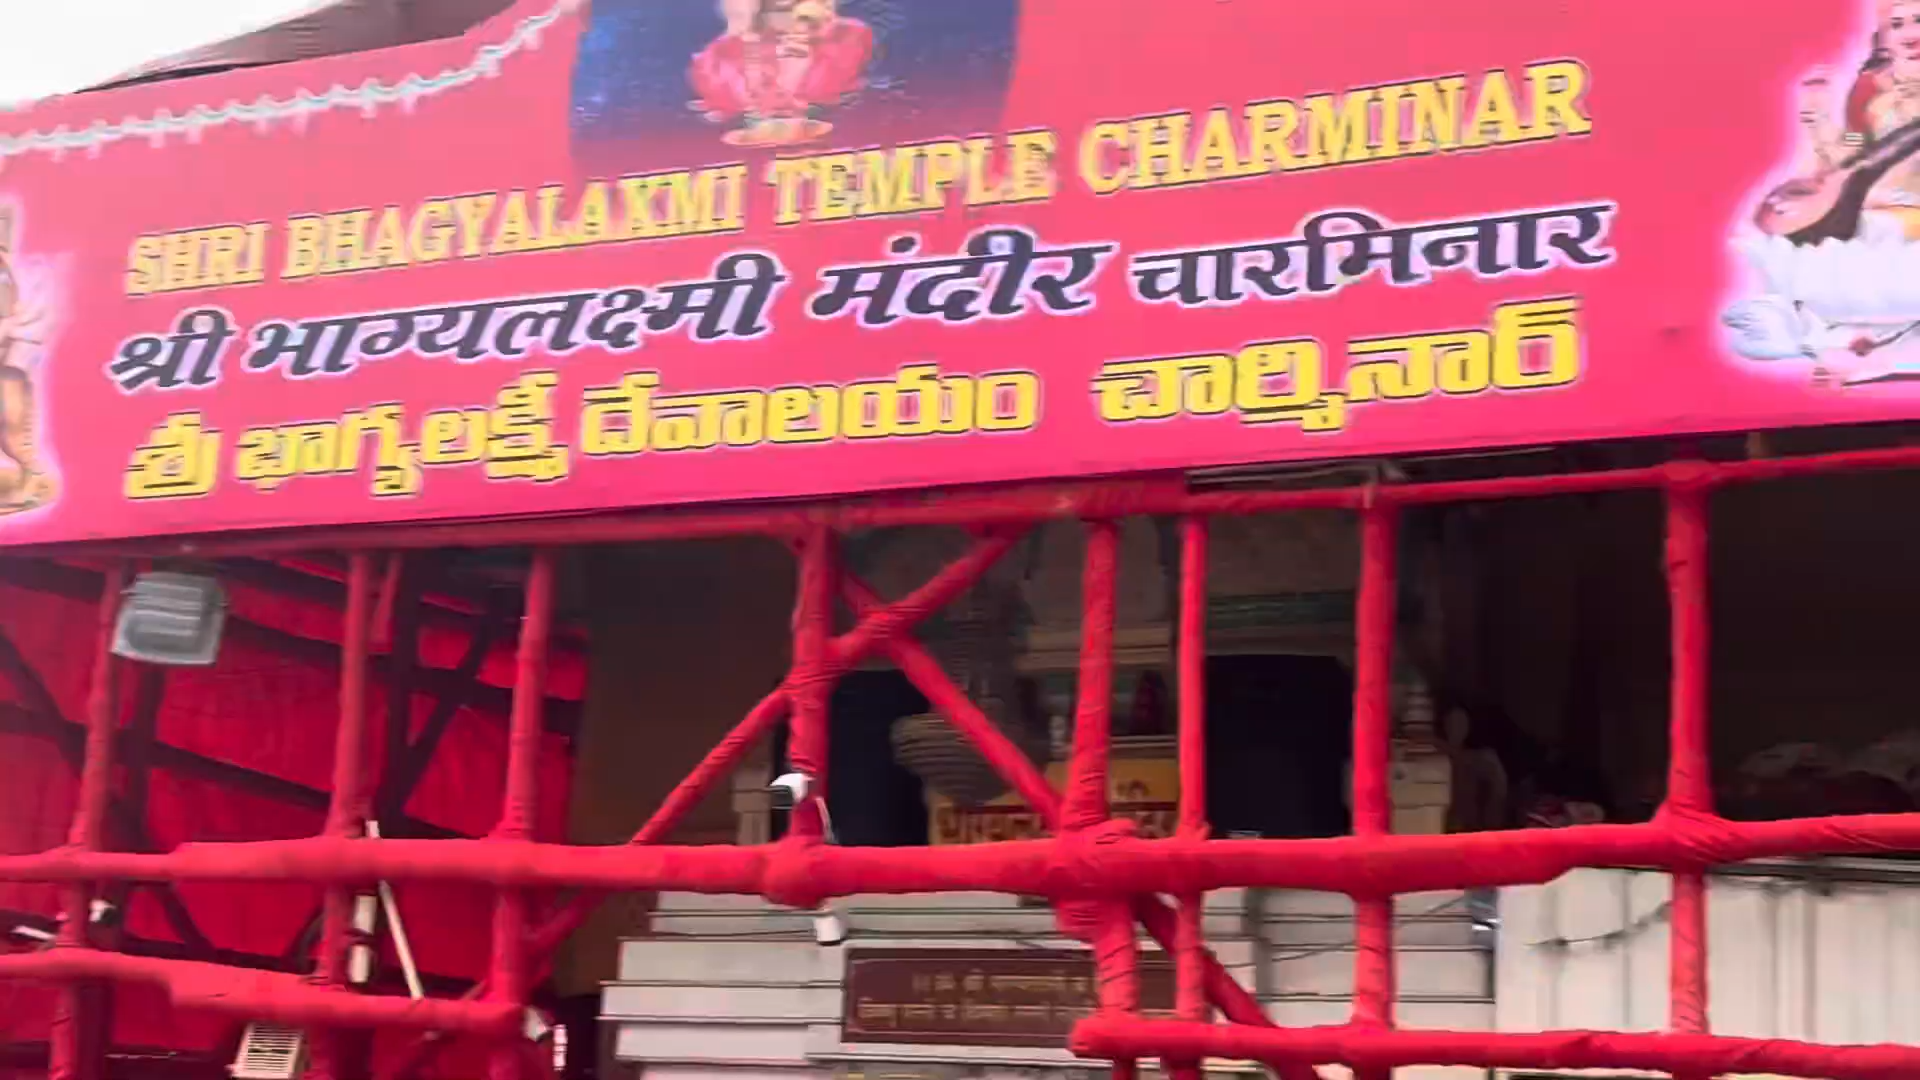 SHRI BHAGYALAXMI TEMPLE CHARMINAR
श्री भाग्यलक्ष्मी मंदीर चारमिनार
శ్రీ భాగ్యలక్ష్మీ దేవాలయం చార్మినార్